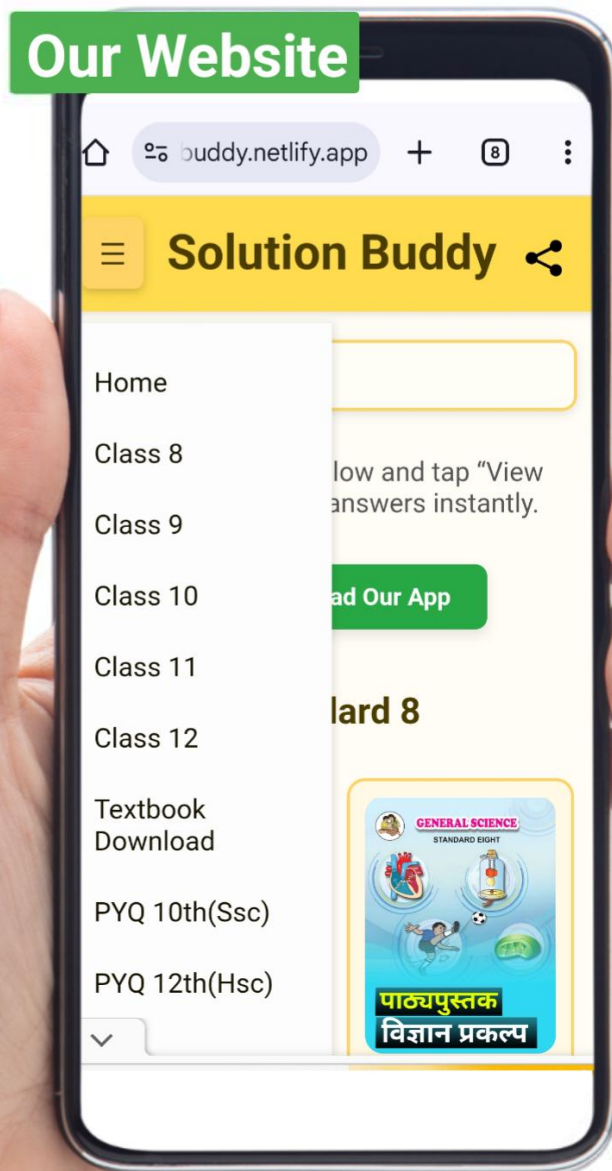 Our Website
buddy.netlify.app
8
Solution Buddy
Home
Class 8
low and tap “View
answers instantly.
Class 9
Class 10
ad Our App
Class 11
lard 8
Class 12
Textbook
Download
GENERAL SCIENCE
STANDARD EIGHT
PYQ 10th(Ssc)
PYQ 12th(Hsc)
पाठ्यपुस्तक
विज्ञान प्रकल्प